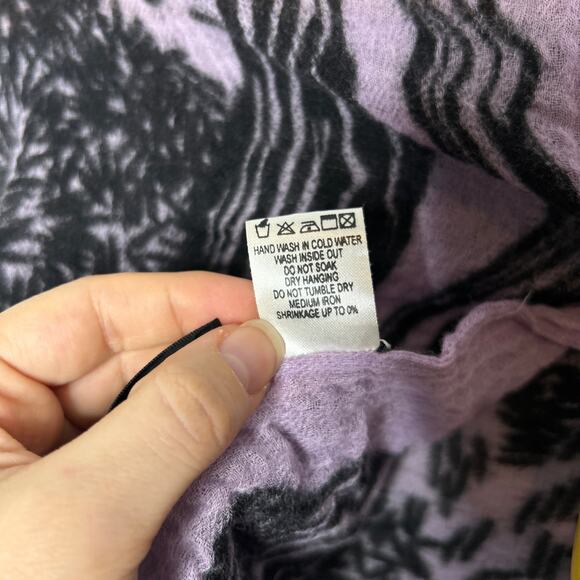 HAND WASH IN COLD WATER
WASH INSIDE OUT
DO NOT SOAK
DRY HANGING
DO NOT TUMBLE DRY
MEDIUM IRON
SHRINKAGE UP TO 0%